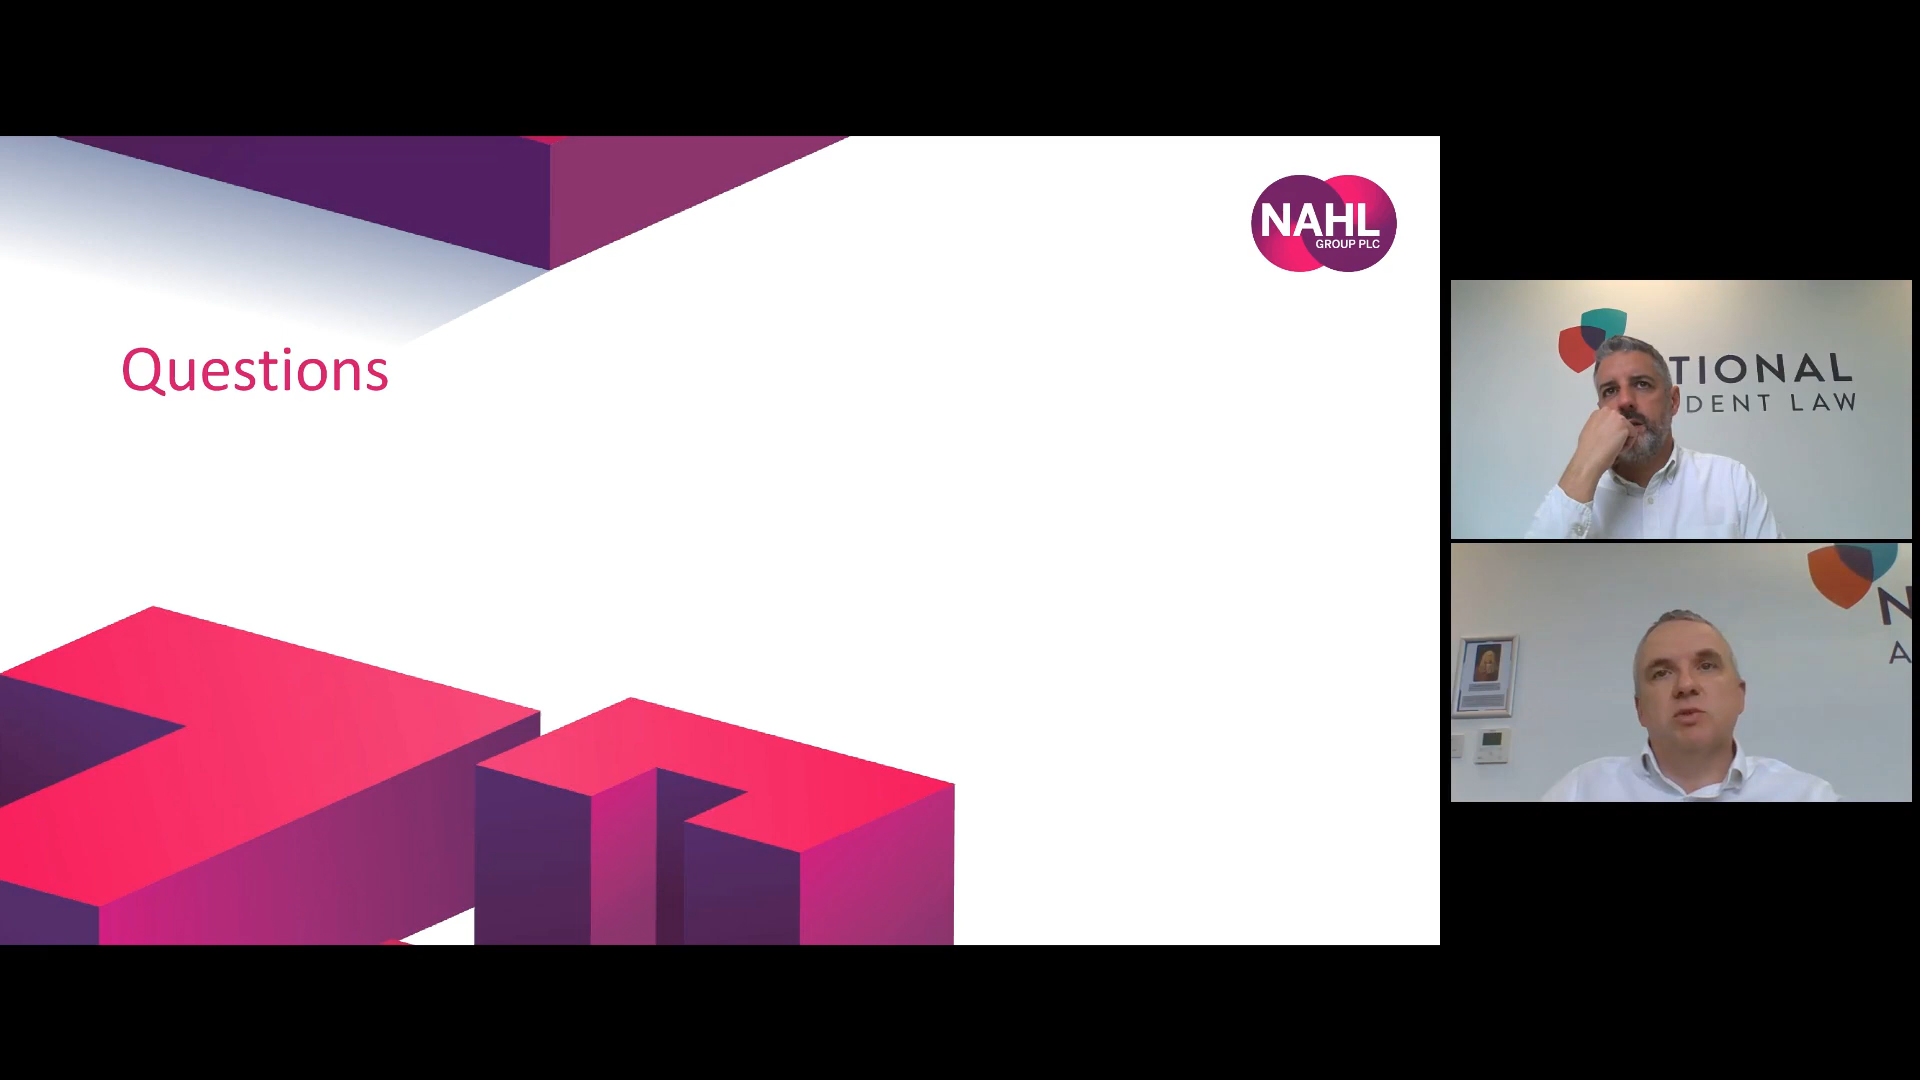 NAHL
GROUP PLC
Questions
TIONAL
DENT LAW
N
A